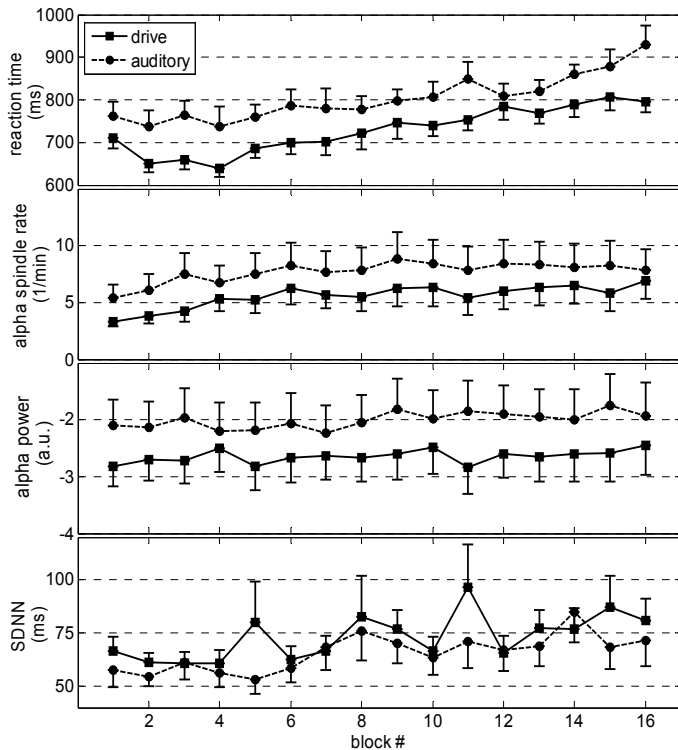 1000
drive
auditory
900
800
700
600
reaction time
(ms)
10
5
0
alpha spindle rate
(1/min)
-2
-3
-4
alpha power
(a.u.)
100
75
50
SDNN
(ms)
2 4 6 8 10 12 14 16
block #